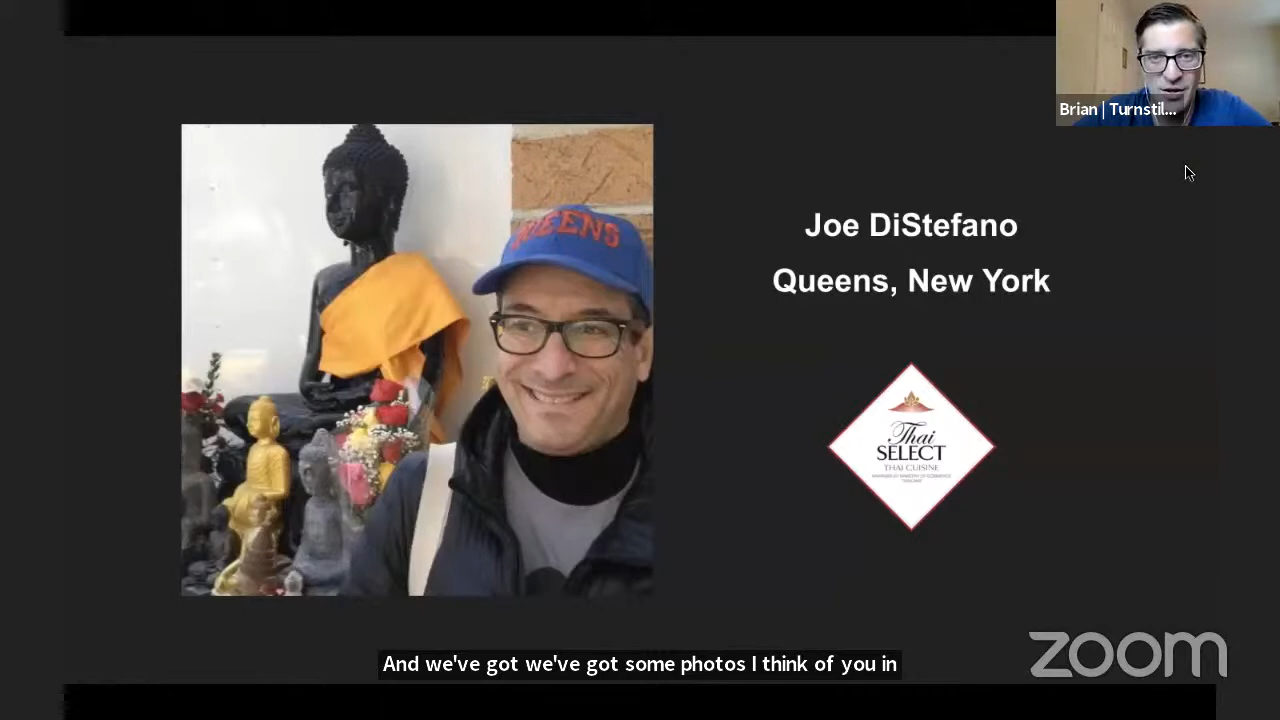 Brian | Turnstil...
QUEENS
Joe DiStefano
Queens, New York
Thai
SELECT
THAI CUISINE
And we've got we've got some photos I think of you in
zoom